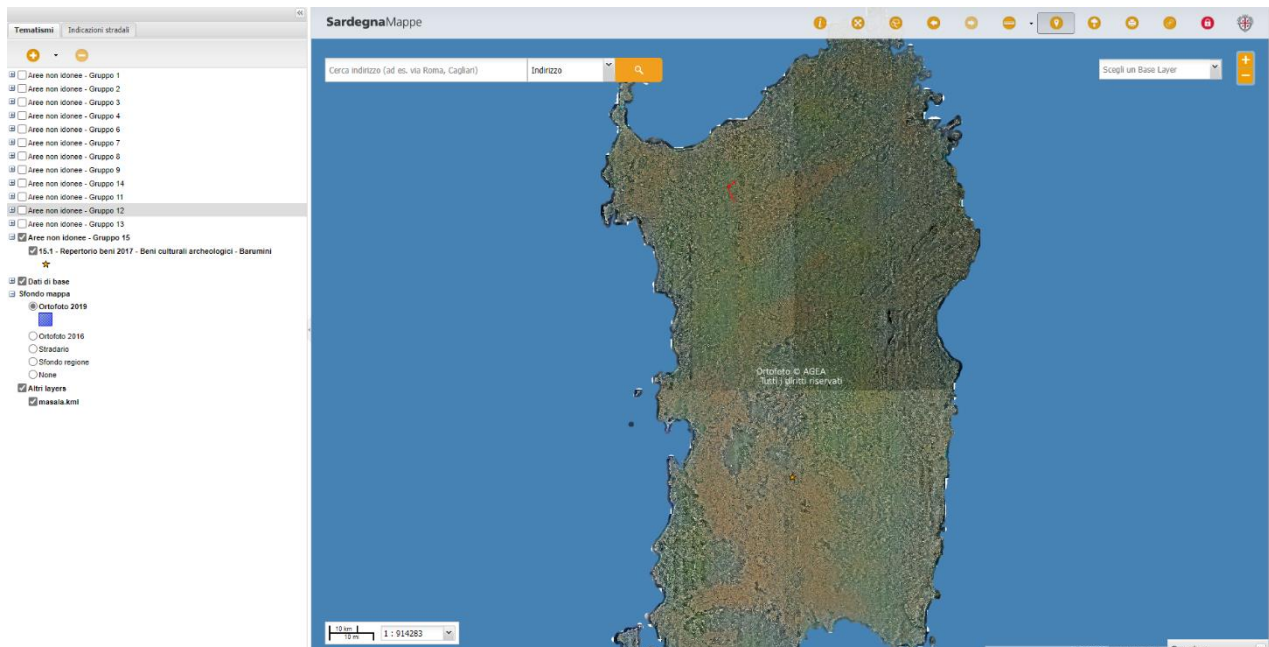 Tematismi
Indicazioni stradali
Aree non idonee - Gruppo 1
Aree non idonee - Gruppo 2
Aree non idonee - Gruppo 3
Aree non idonee - Gruppo 4
Aree non idonee - Gruppo 6
Aree non idonee - Gruppo 7
Aree non idonee - Gruppo 8
Aree non idonee - Gruppo 9
Aree non idonee - Gruppo 14
Aree non idonee - Gruppo 11
Aree non idonee - Gruppo 12
Aree non idonee - Gruppo 13
Aree non idonee - Gruppo 15
15.1 - Repertorio beni 2017 - Beni culturali archeologici - Barumini
Dati di base
Sfondo mappa
Ortofoto 2019
Ortofoto 2016
Stradario
Sfondo regione
None
Altri layers
masala.kml
SardegnaMappe
Cerca indirizzo (ad es. via Roma, Cagliari)
Indirizzo
Scegli un Base Layer
Ortofoto © AGEA
Tutti i diritti riservati
10 km
10 mi
1 : 914283